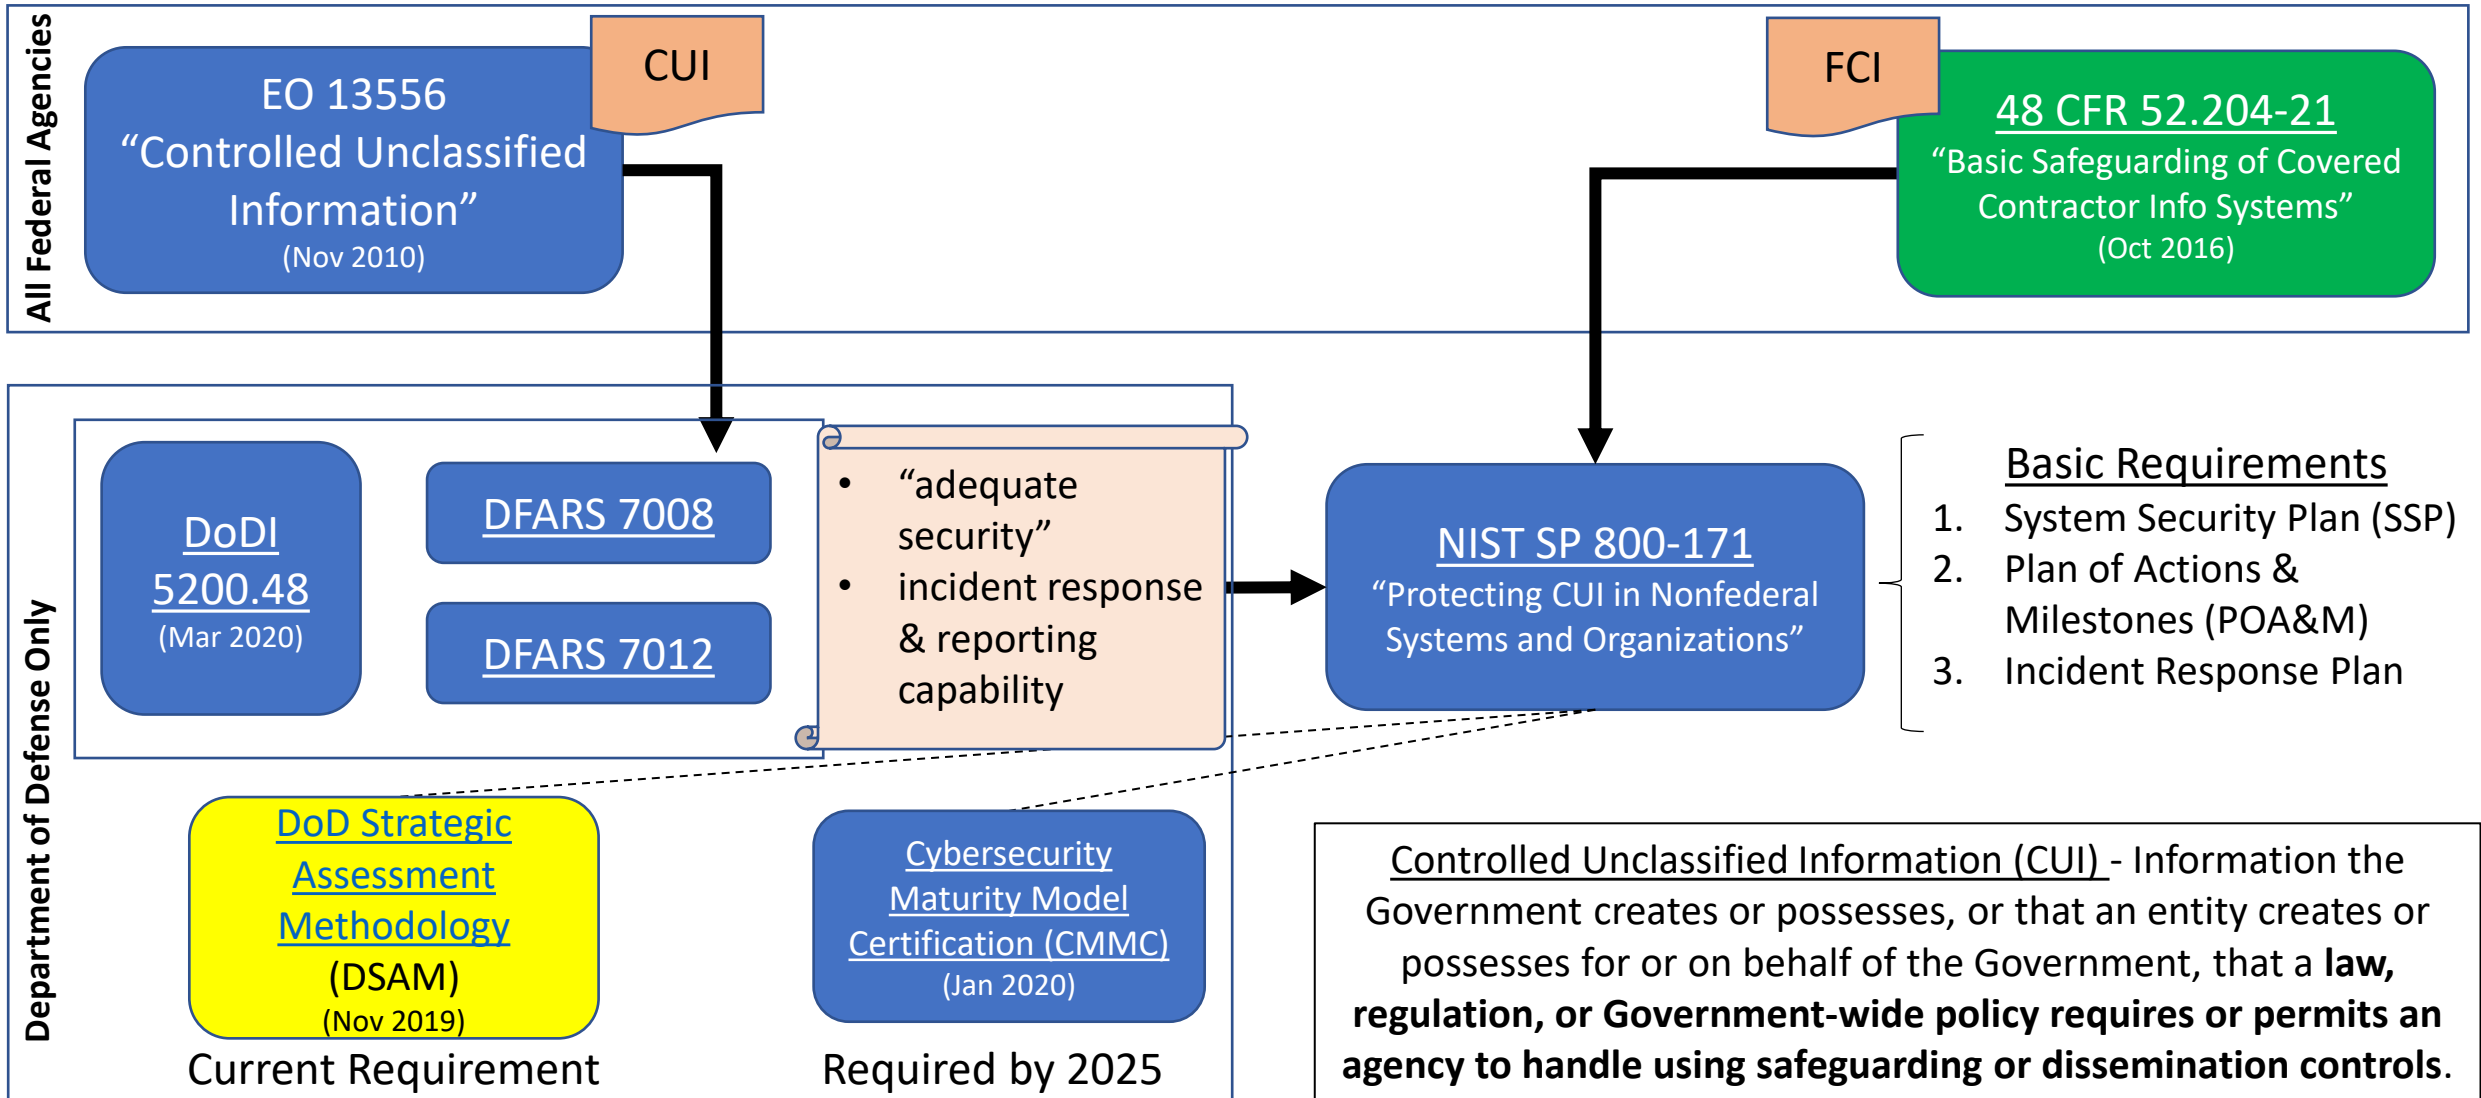 All Federal Agencies
EO 13556
“Controlled Unclassified
Information”
(Nov 2010)
CUI
FCI
48 CFR 52.204-21
“Basic Safeguarding of Covered
Contractor Info Systems”
(Oct 2016)
Department of Defense Only
DoDI
5200.48
(Mar 2020)
DFARS 7008
DFARS 7012
• “adequate
security”
• incident response
& reporting
capability
NIST SP 800-171
“Protecting CUI in Nonfederal
Systems and Organizations”
Basic Requirements
1. System Security Plan (SSP)
2. Plan of Actions &
Milestones (POA&M)
3. Incident Response Plan
DoD Strategic
Assessment
Methodology
(DSAM)
(Nov 2019)
Current Requirement
Cybersecurity
Maturity Model
Certification (CMMC)
(Jan 2020)
Required by 2025
Controlled Unclassified Information (CUI) - Information the
Government creates or possesses, or that an entity creates or
possesses for or on behalf of the Government, that a law,
regulation, or Government-wide policy requires or permits an
agency to handle using safeguarding or dissemination controls.